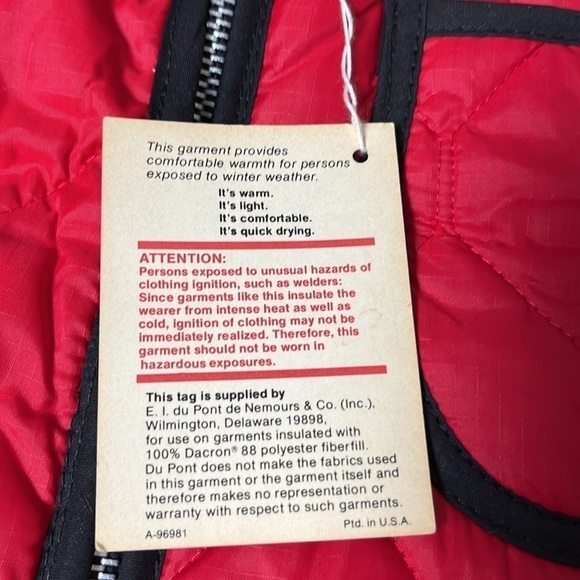 This garment provides
comfortable warmth for persons
exposed to winter weather.
It's warm.
It's light.
It's comfortable.
It's quick drying.
ATTENTION:
Persons exposed to unusual hazards of
clothing ignition, such as welders:
Since garments like this insulate the
wearer from intense heat as well as
cold, ignition of clothing may not be
immediately realized. Therefore, this
garment should not be worn in
hazardous exposures.
This tag is supplied by
E. I. du Pont de Nemours & Co. (Inc.),
Wilmington, Delaware 19898,
for use on garments insulated with
100% Dacron® 88 polyester fiberfill.
Du Pont does not make the fabrics used
in this garment or the garment itself and
therefore makes no representation or
warranty with respect to such garments.
A-96981 Ptd. in U.S.A.